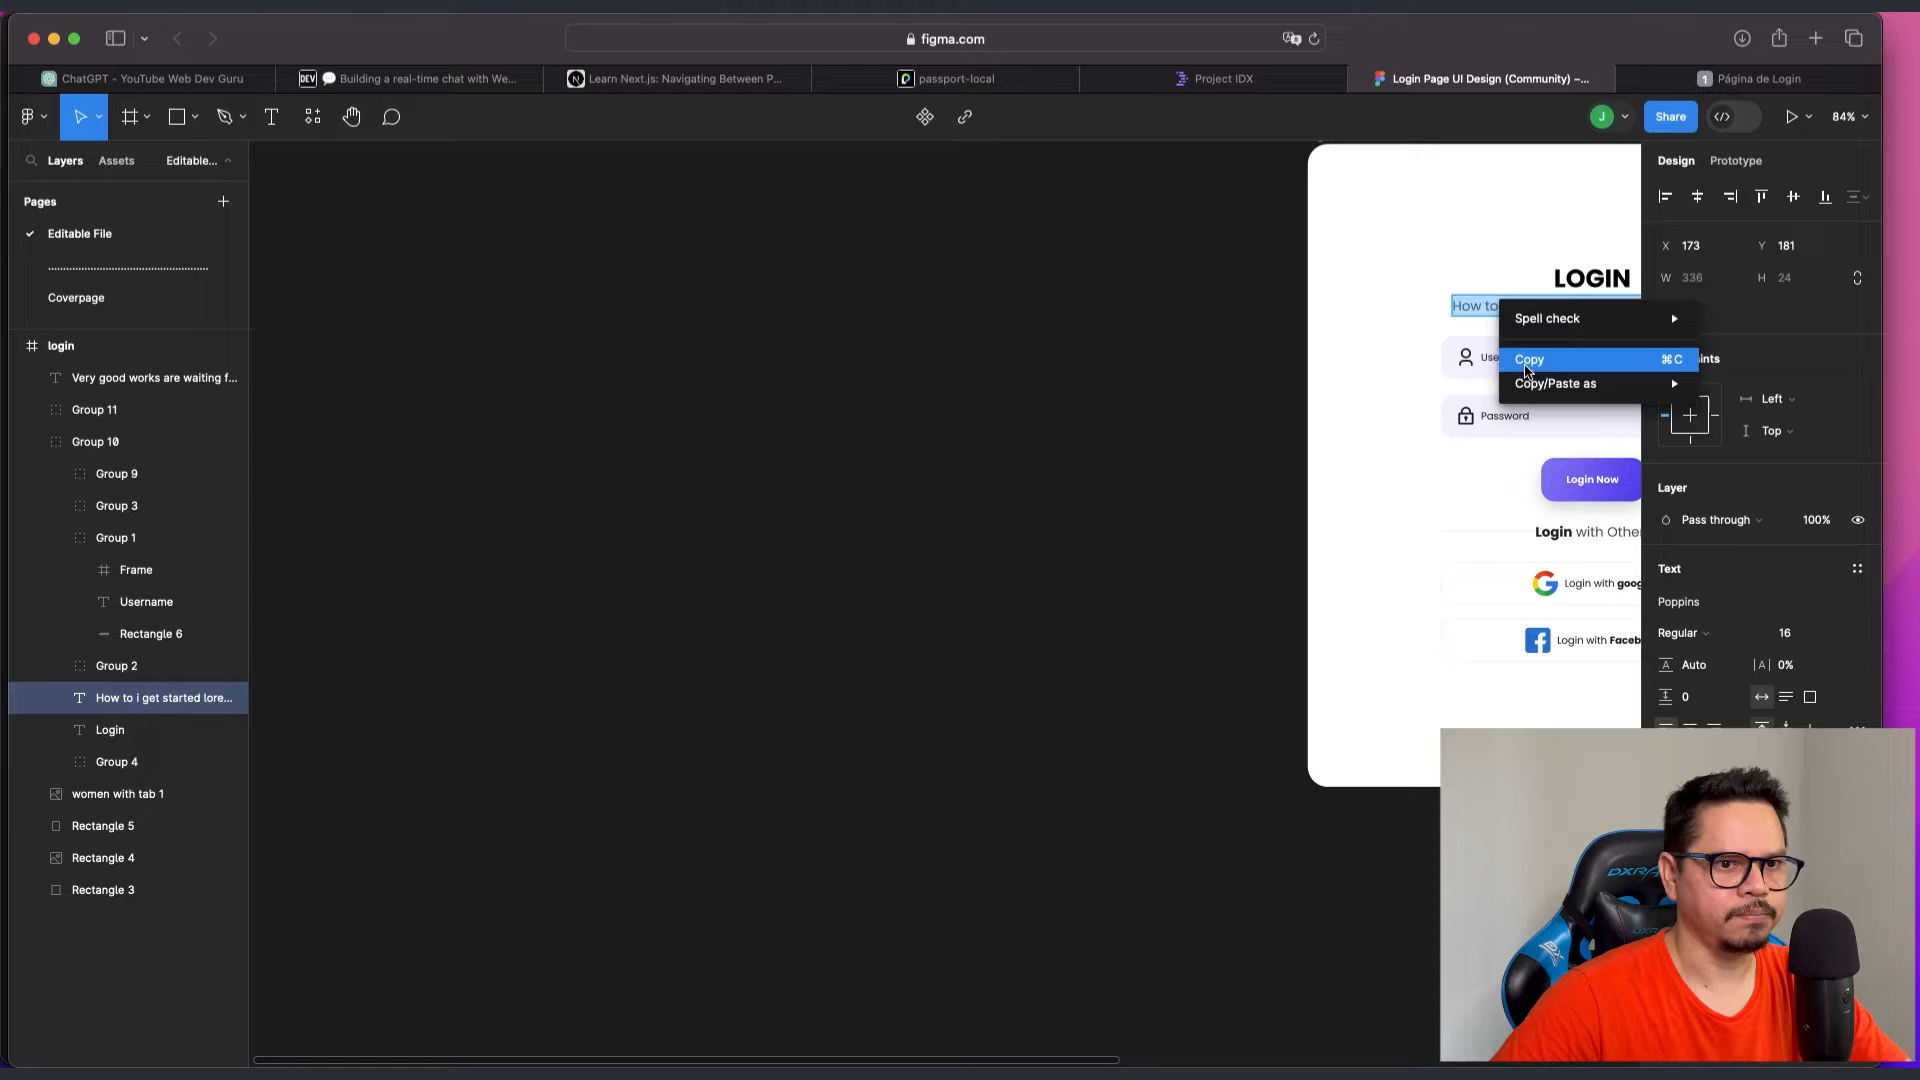 figma.com
ChatGPT - YouTube Web Dev Guru
DEV
Building a real-time chat with We...
N
Learn Next.js: Navigating Between P...
passport-local
Project IDX
Login Page UI Design (Community) –...
1
Página de Login
J
Share
84%
Layers
Assets
Editable...
Pages
Editable File
Coverpage
login
Very good works are waiting f...
Group 11
Group 10
Group 9
Group 3
Group 1
Frame
Username
Rectangle 6
Group 2
How to i get started lore...
Login
Group 4
women with tab 1
Rectangle 5
Rectangle 4
Rectangle 3
LOGIN
How to
Use
Password
Login Now
Login with Other
Login with goog
Login with Faceb
Spell check
Copy
⌘C
Copy/Paste as
Design
Prototype
X 173
Y 181
W 336
H 24
Left
Top
Layer
Pass through
100%
Text
Poppins
Regular
16
Auto
|A| 0%
0